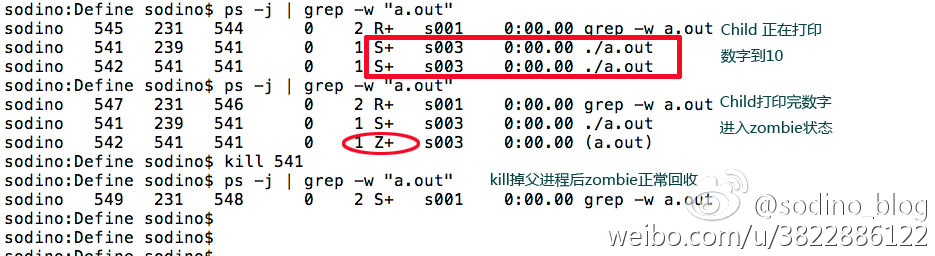 sodino:Define sodino$ ps -j | grep -w "a.out"
sodino 545 231 544 0 2 R+ s001 0:00.00 grep -w a.out
Child 正在打印
sodino 541 239 541 0 1 S+ s003 0:00.00 ./a.out
数字到10
sodino 542 541 541 0 1 S+ s003 0:00.00 ./a.out
sodino:Define sodino$ ps -j | grep -w "a.out"
sodino 547 231 546 0 2 R+ s001 0:00.00 grep -w a.out
Child打印完数字
sodino 541 239 541 0 1 S+ s003 0:00.00 ./a.out
进入zombie状态
sodino 542 541 541 0 1 Z+ s003 0:00.00 (a.out)
sodino:Define sodino$ kill 541
sodino:Define sodino$ ps -j | grep -w "a.out"
kill掉父进程后zombie正常回收
sodino 549 231 548 0 2 S+ s001 0:00.00 grep -w a.out
sodino:Define sodino$
@sodino_blog
sodino:Define sodino$
weibo.com/u/3822886122
sodino:Define sodino$